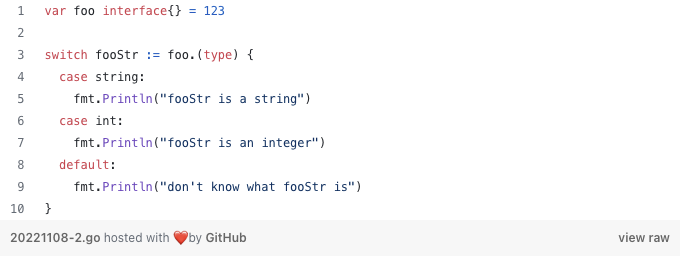 1 var foo interface{} = 123
2
3 switch fooStr := foo.(type) {
4   case string:
5     fmt.Println("fooStr is a string")
6   case int:
7     fmt.Println("fooStr is an integer")
8   default:
9     fmt.Println("don't know what fooStr is")
10 }
20221108-2.go hosted with ❤️by GitHub view raw